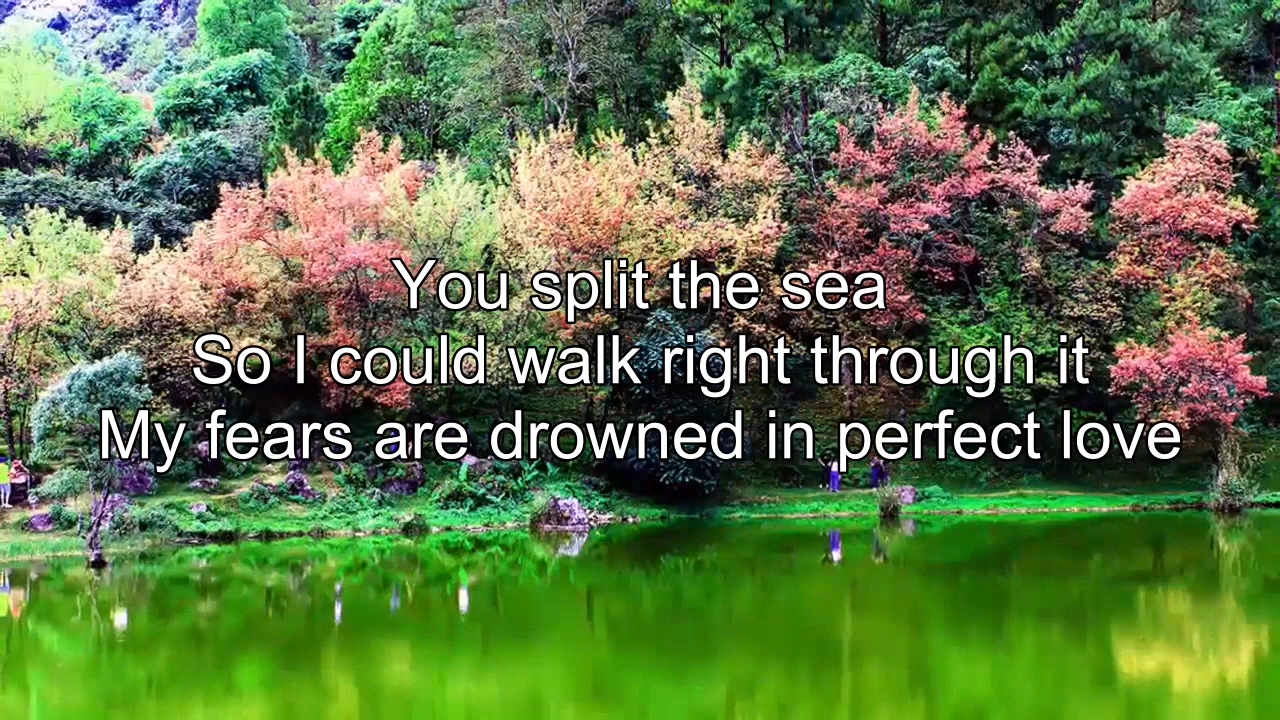 You split the sea
So I could walk right through it
My fears are drowned in perfect love